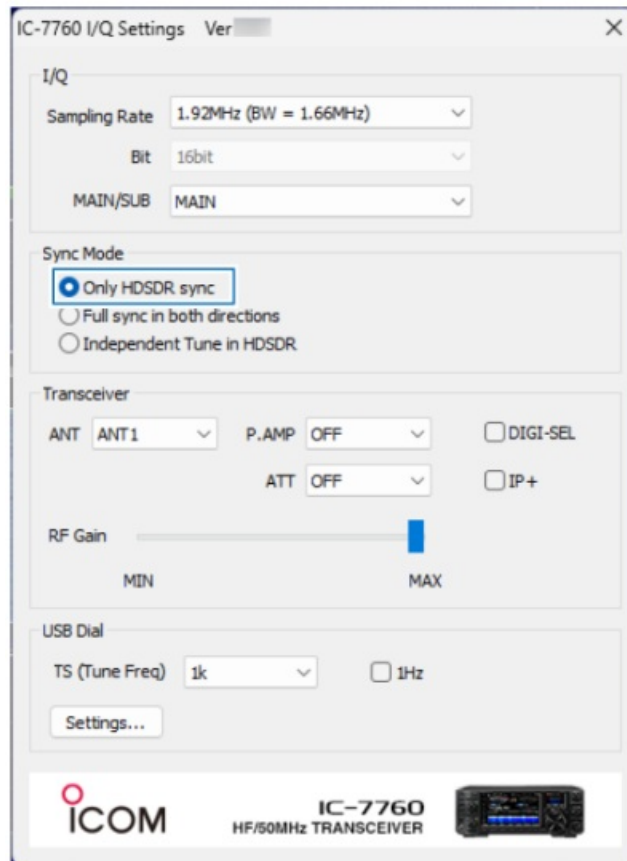 IC-7760 I/Q Settings Ver
I/Q
Sampling Rate 1.92MHz (BW = 1.66MHz)
Bit 16bit
MAIN/SUB MAIN
Sync Mode
Only HDSDR sync
Full sync in both directions
Independent Tune in HDSDR
Transceiver
ANT ANT1 P.AMP OFF DIGI-SEL
ATT OFF IP+
RF Gain
MIN MAX
USB Dial
TS (Tune Freq) 1k 1Hz
Settings...
ICOM IC-7760
HF/50MHz TRANSCEIVER